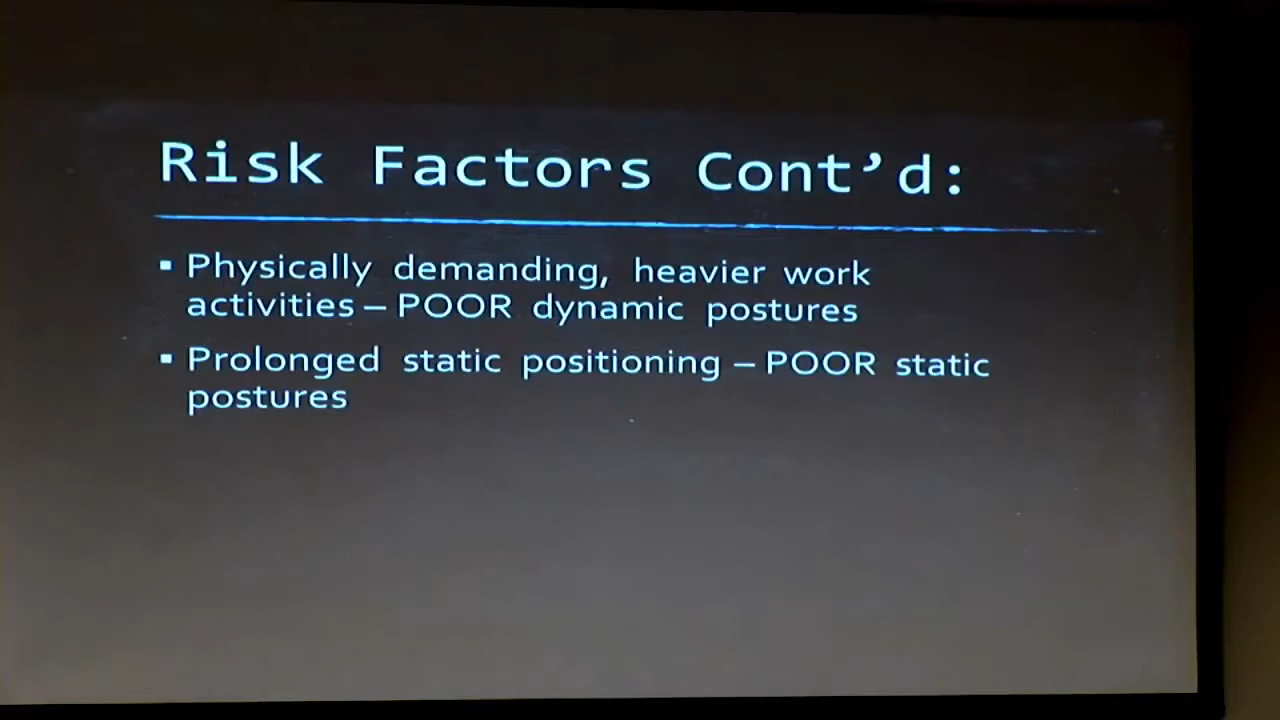 Risk Factors Cont’d:
▪ Physically demanding, heavier work
activities – POOR dynamic postures
▪ Prolonged static positioning – POOR static
postures